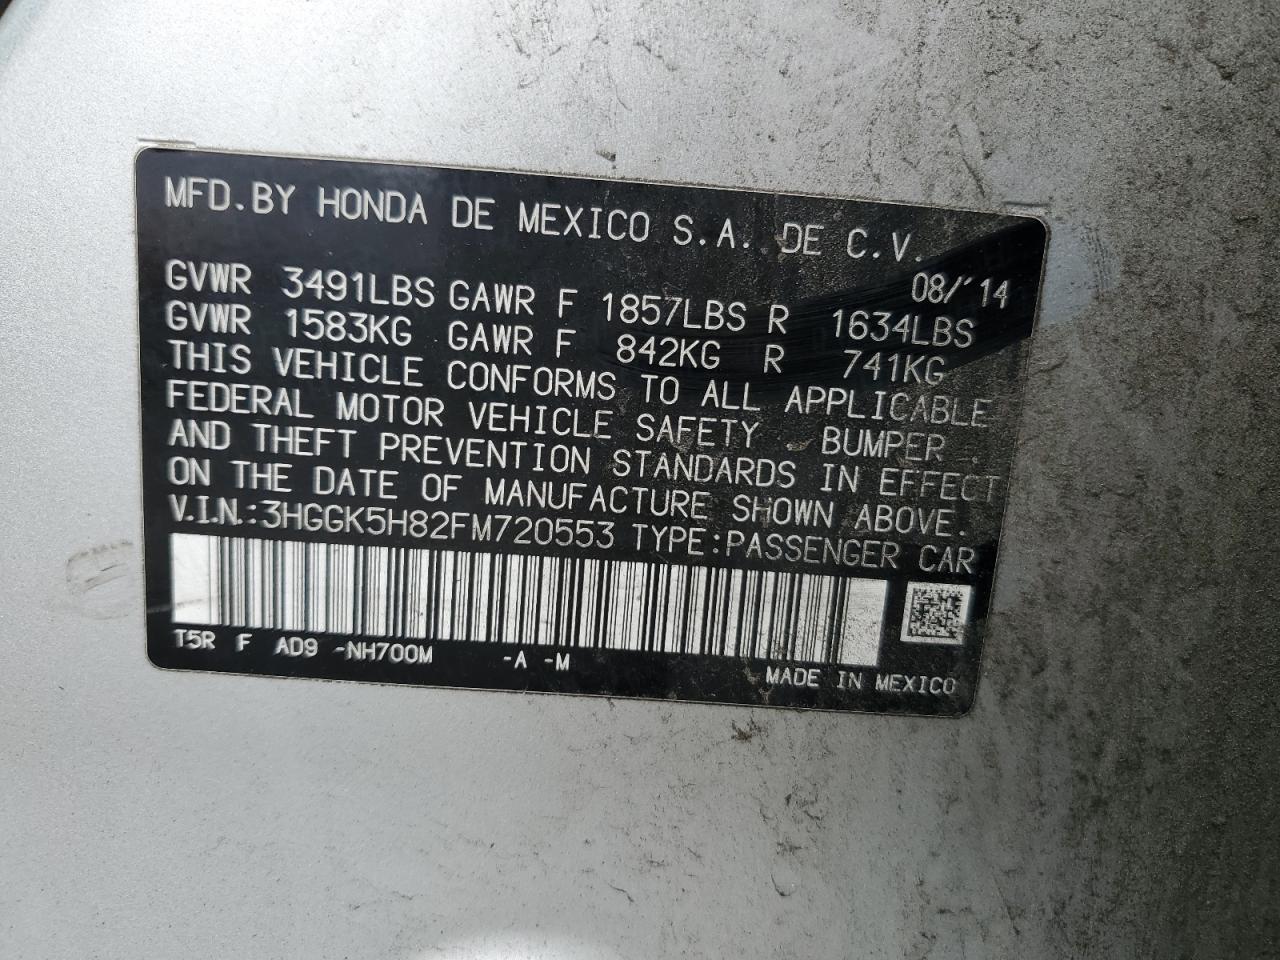 MFD.BY HONDA DE MEXICO S.A. DE C.V.
08/'14
GVWR 3491LBS GAWR F 1857LBS R 1634LBS
GVWR 1583KG GAWR F 842KG R 741KG
THIS VEHICLE CONFORMS TO ALL APPLICABLE
FEDERAL MOTOR VEHICLE SAFETY , BUMPER ,
AND THEFT PREVENTION STANDARDS IN EFFECT
ON THE DATE OF MANUFACTURE SHOWN ABOVE.
V.I.N.:3HGGK5H82FM720553 TYPE:PASSENGER CAR
T5R F AD9 -NH700M -A -M
MADE IN MEXICO